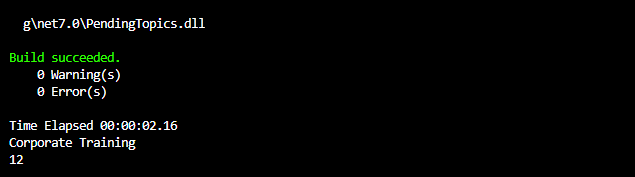 g\net7.0\PendingTopics.dll
Build succeeded.
0 Warning(s)
0 Error(s)
Time Elapsed 00:00:02.16
Corporate Training
12